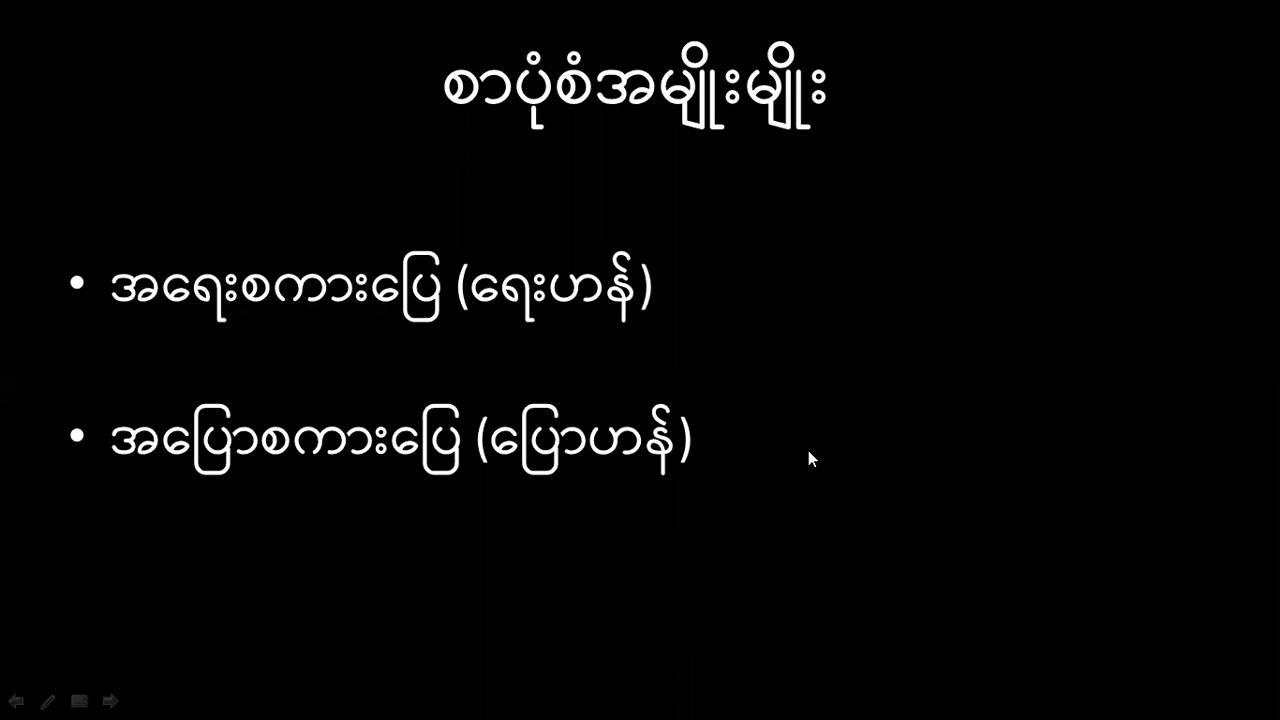 စာပုံစံအမျိုးမျိုး
• အရေးစကားပြေ (ရေးဟန်)
• အပြောစကားပြေ (ပြောဟန်)